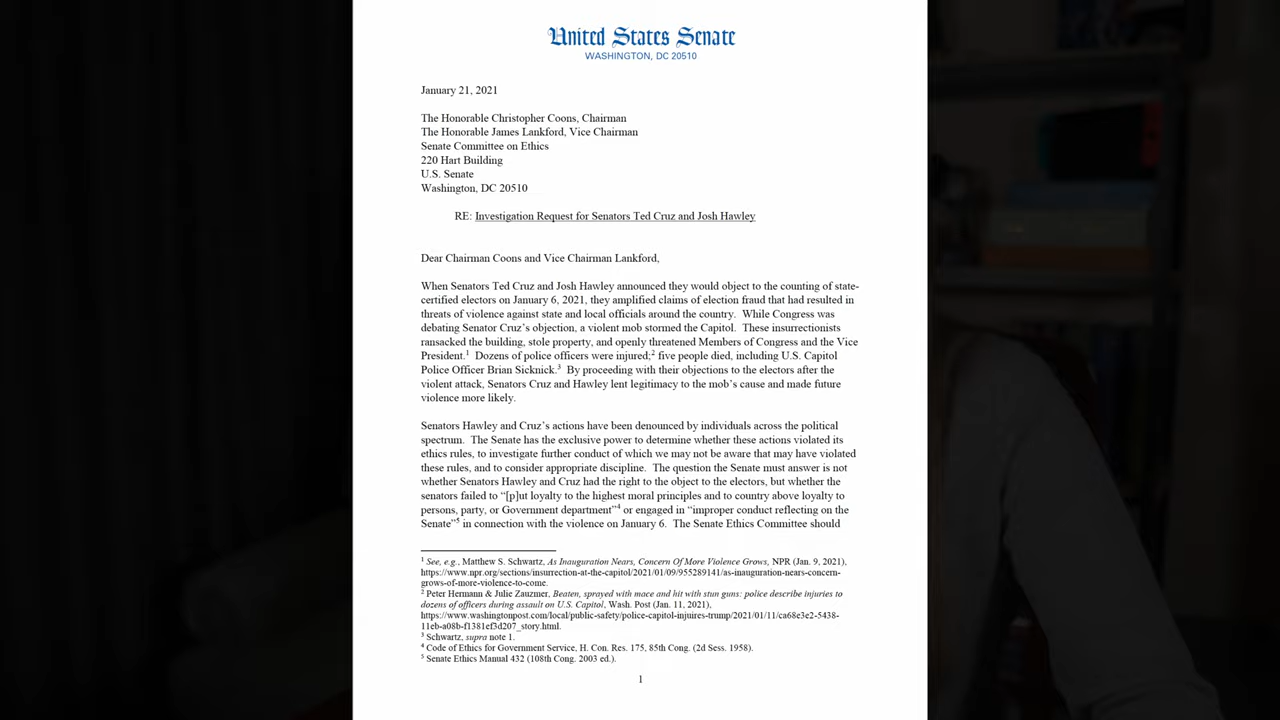 United States Senate
WASHINGTON, DC 20510
January 21, 2021
The Honorable Christopher Coons, Chairman
The Honorable James Lankford, Vice Chairman
Senate Committee on Ethics
220 Hart Building
U.S. Senate
Washington, DC 20510
RE: Investigation Request for Senators Ted Cruz and Josh Hawley
Dear Chairman Coons and Vice Chairman Lankford,
When Senators Ted Cruz and Josh Hawley announced they would object to the counting of state-
certified electors on January 6, 2021, they amplified claims of election fraud that had resulted in
threats of violence against state and local officials around the country. While Congress was
debating Senator Cruz's objection, a violent mob stormed the Capitol. These insurrectionists
ransacked the building, stole property, and openly threatened Members of Congress and the Vice
President.1 Dozens of police officers were injured;2 five people died, including U.S. Capitol
Police Officer Brian Sicknick.3 By proceeding with their objections to the electors after the
violent attack, Senators Cruz and Hawley lent legitimacy to the mob's cause and made future
violence more likely.
Senators Hawley and Cruz's actions have been denounced by individuals across the political
spectrum. The Senate has the exclusive power to determine whether these actions violated its
ethics rules, to investigate further conduct of which we may not be aware that may have violated
these rules, and to consider appropriate discipline. The question the Senate must answer is not
whether Senators Hawley and Cruz had the right to the object to the electors, but whether the
senators failed to "[p]ut loyalty to the highest moral principles and to country above loyalty to
persons, party, or Government department"4 or engaged in "improper conduct reflecting on the
Senate"5 in connection with the violence on January 6. The Senate Ethics Committee should
1 See, e.g., Matthew S. Schwartz, As Inauguration Nears, Concern Of More Violence Grows, NPR (Jan. 9, 2021),
https://www.npr.org/sections/insurrection-at-the-capitol/2021/01/09/955289141/as-inauguration-nears-concern-
grows-of-more-violence-to-come.
2 Peter Hermann & Julie Zauzmer, Beaten, sprayed with mace and hit with stun guns: police describe injuries to
dozens of officers during assault on U.S. Capitol, Wash. Post (Jan. 11, 2021),
https://www.washingtonpost.com/local/public-safety/police-capitol-injuires-trump/2021/01/11/ca68e3e2-5438-
11eb-a08b-f1381ef3d207_story.html.
3 Schwartz, supra note 1.
4 Code of Ethics for Government Service, H. Con. Res. 175, 85th Cong. (2d Sess. 1958).
5 Senate Ethics Manual 432 (108th Cong. 2003 ed.).
1